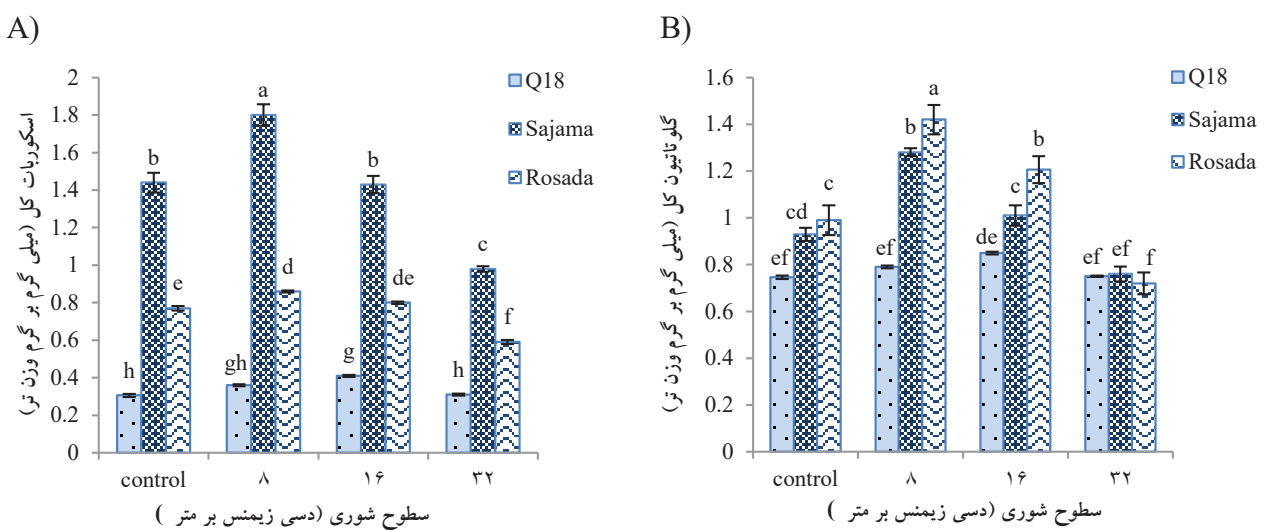 A)
اسکوربات کل (میلی گرم بر گرم وزن تر)
2
1.8
1.6
1.4
1.2
1
0.8
0.6
0.4
0.2
0
Q18
Sajama
Rosada
h b e
gh a d
g b de
h c f
control ۸ ۱۶ ۳۲
سطوح شوری (دسی زیمنس بر متر )
B)
گلوتاتیون کل (میلی گرم بر گرم وزن تر)
1.6
1.4
1.2
1
0.8
0.6
0.4
0.2
0
Q18
Sajama
Rosada
ef cd c
ef b a
de c b
ef ef f
control ۸ ۱۶ ۳۲
سطوح شوری (دسی زیمنس بر متر )